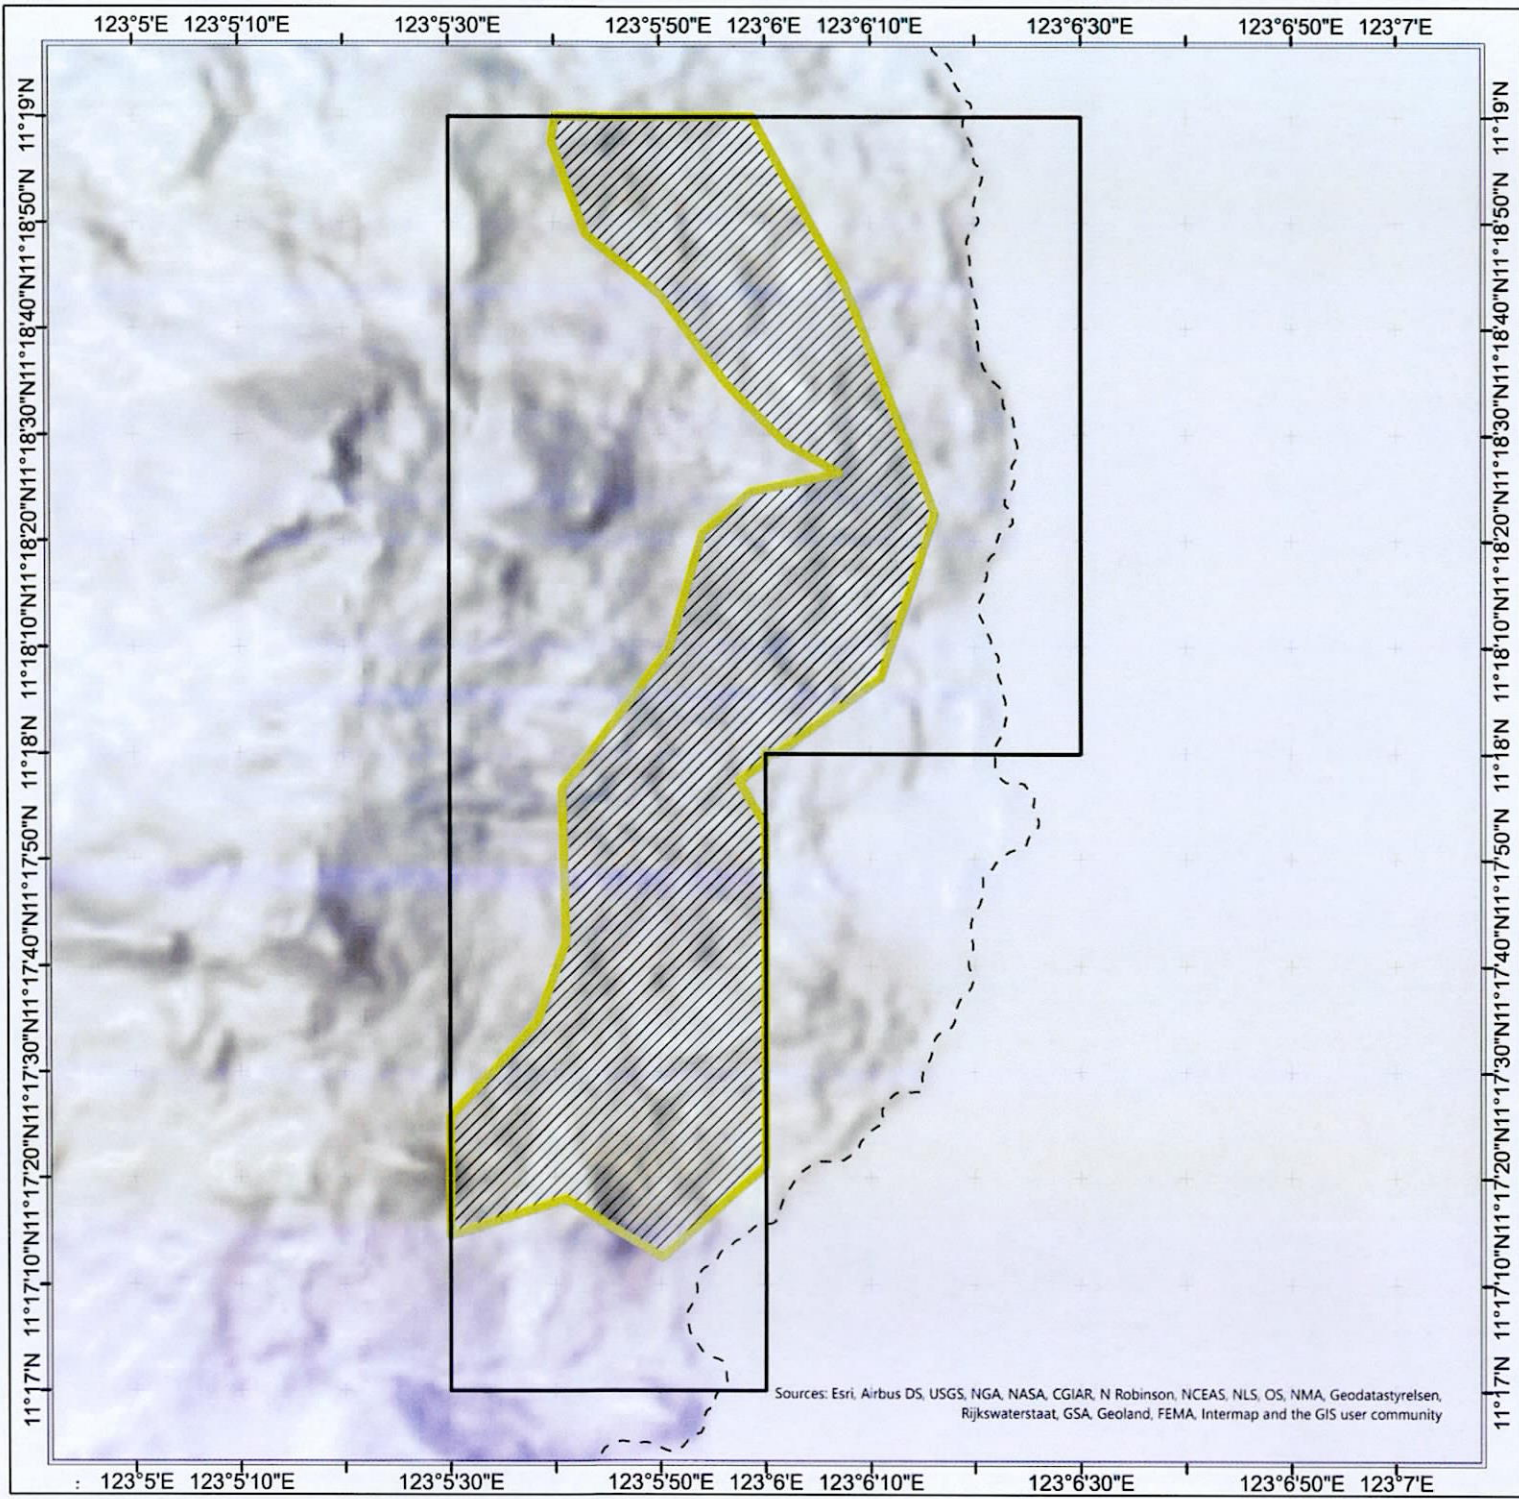 123°5'E 123°5'10"E 123°5'30"E 123°5'50"E 123°6'E 123°6'10"E 123°6'30"E 123°6'50"E 123°7'E
11°17'N 11°17'10"N 11°17'20"N 11°17'30"N 11°17'40"N 11°17'50"N 11°18'N 11°18'10"N 11°18'20"N 11°18'30"N 11°18'40"N 11°18'50"N 11°19'N
11°17'N 11°17'10"N 11°17'20"N 11°17'30"N 11°17'40"N 11°17'50"N 11°18'N 11°18'10"N 11°18'20"N 11°18'30"N 11°18'40"N 11°18'50"N 11°19'N
Sources: Esri, Airbus DS, USGS, NGA, NASA, CGIAR, N Robinson, NCEAS, NLS, OS, NMA, Geodatastyrelsen,
Rijkswaterstaat, GSA, Geoland, FEMA, Intermap and the GIS user community
123°5'E 123°5'10"E 123°5'30"E 123°5'50"E 123°6'E 123°6'10"E 123°6'30"E 123°6'50"E 123°7'E